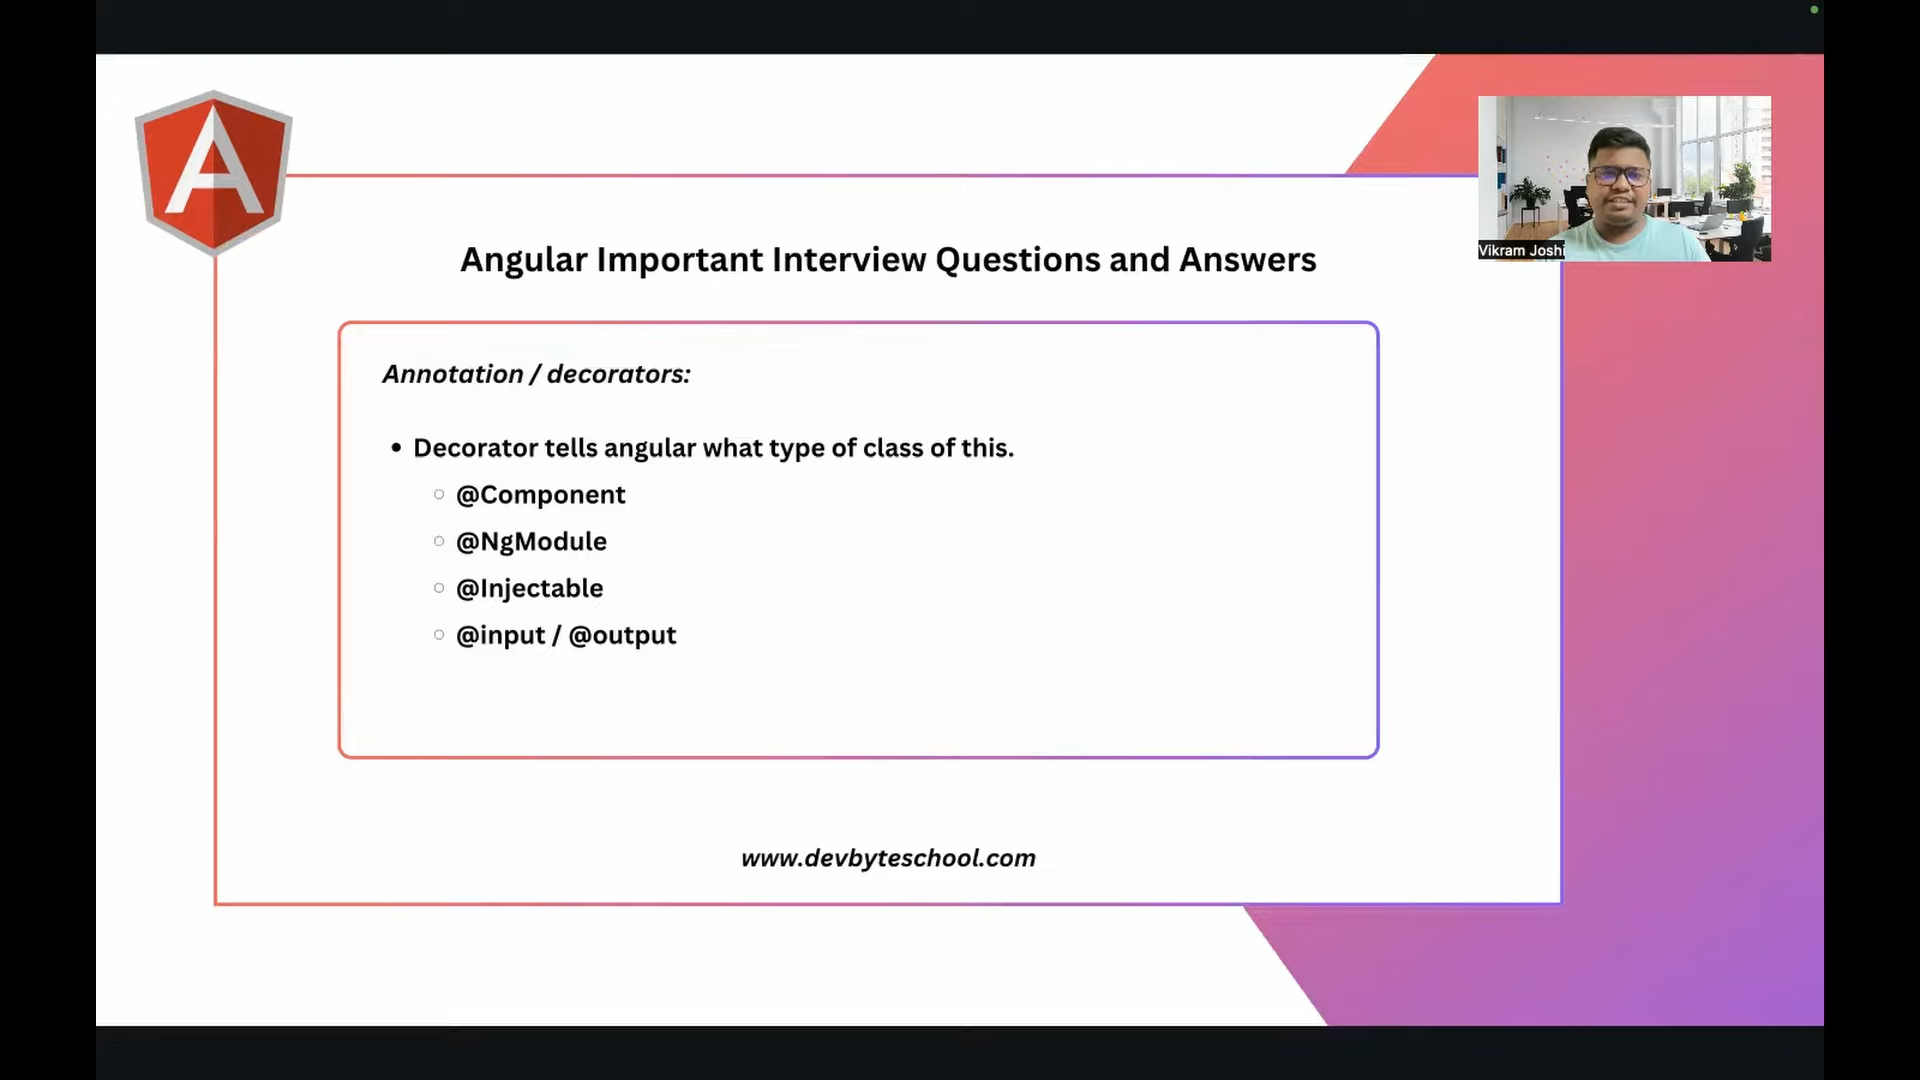 Angular Important Interview Questions and Answers
Vikram Joshi
Annotation / decorators:
• Decorator tells angular what type of class of this.
○ @Component
○ @NgModule
○ @Injectable
○ @input / @output
www.devbyteschool.com